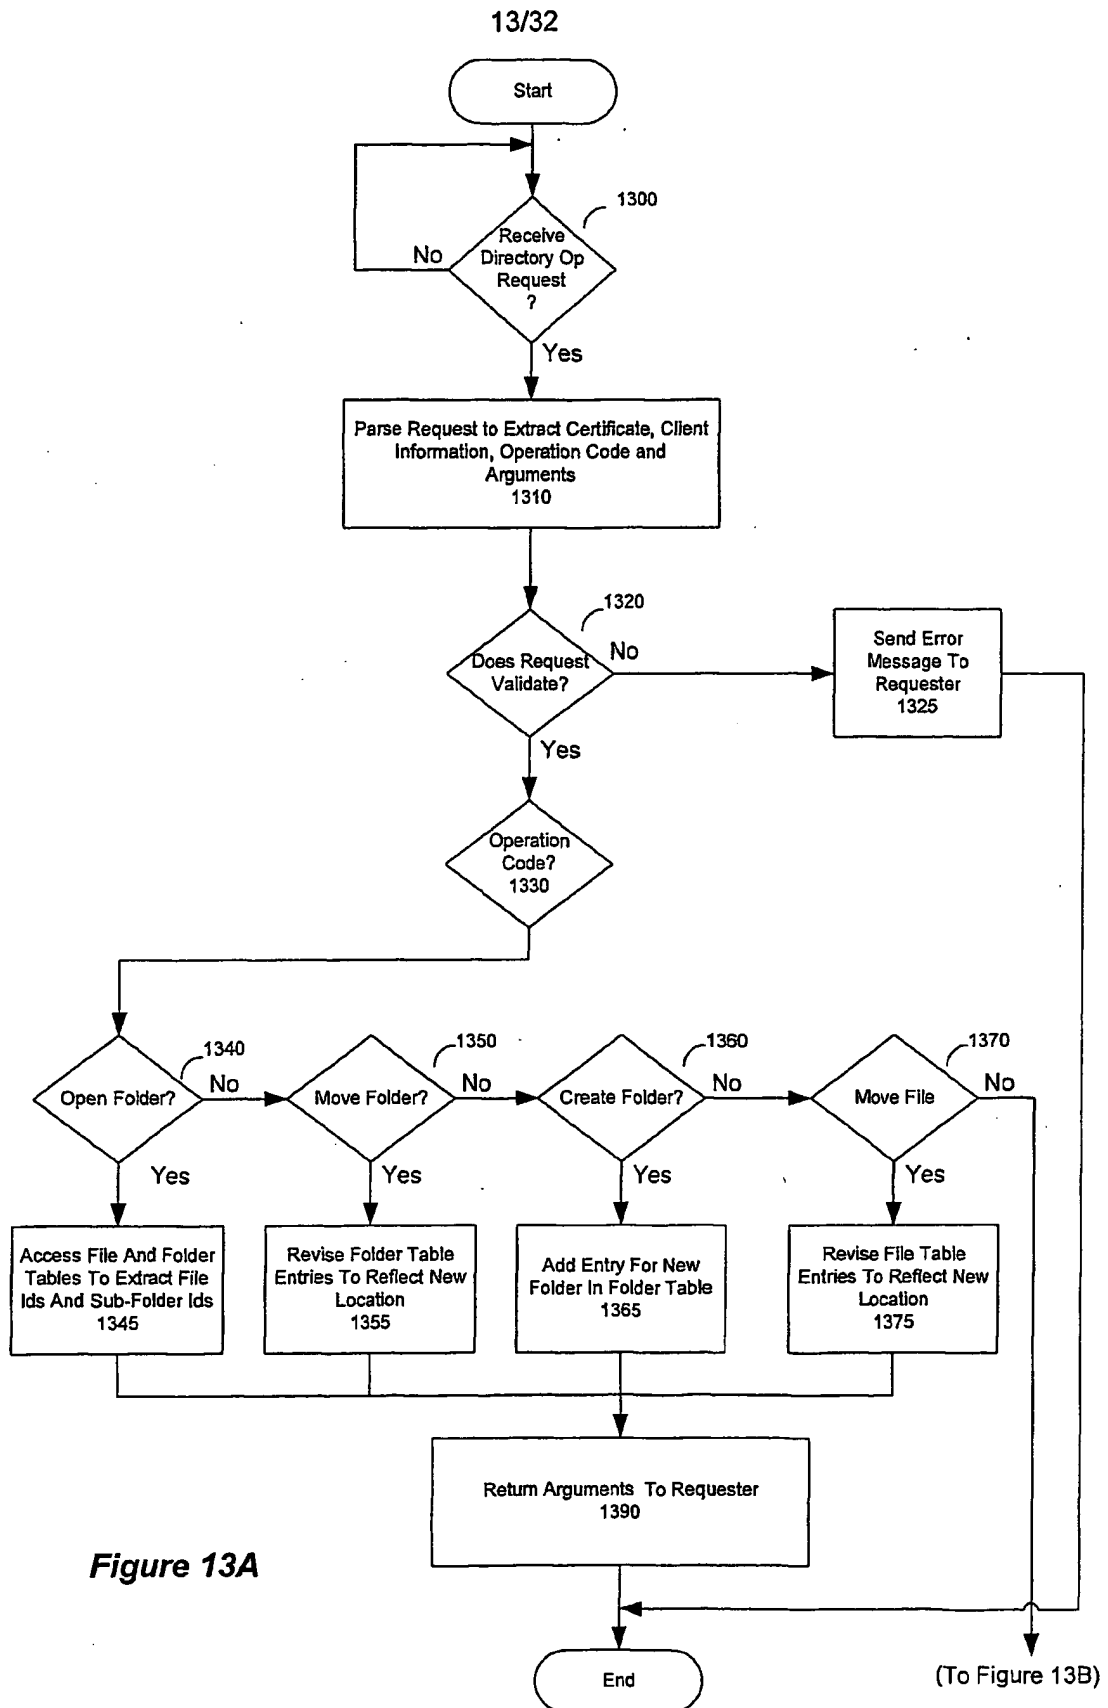 13/32
Start
1300
Receive
Directory Op
Request
?
No
Yes
Parse Request to Extract Certificate, Client
Information, Operation Code and
Arguments
1310
1320
Does Request
Validate?
No
Send Error
Message To
Requester
1325
Yes
Operation
Code?
1330
1340
Open Folder?
No
1350
Move Folder?
No
1360
Create Folder?
No
1370
Move File
No
Yes
Yes
Yes
Yes
Access File And Folder
Tables To Extract File
Ids And Sub-Folder Ids
1345
Revise Folder Table
Entries To Reflect New
Location
1355
Add Entry For New
Folder In Folder Table
1365
Revise File Table
Entries To Reflect New
Location
1375
Return Arguments To Requester
1390
Figure 13A
End
(To Figure 13B)